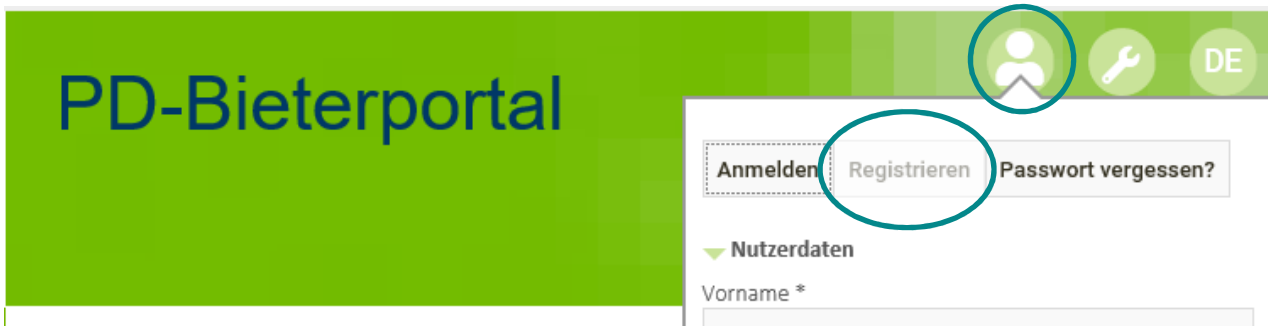 DE
PD-Bieterportal
Anmelden Registrieren Passwort vergessen?
Nutzerdaten
Vorname *